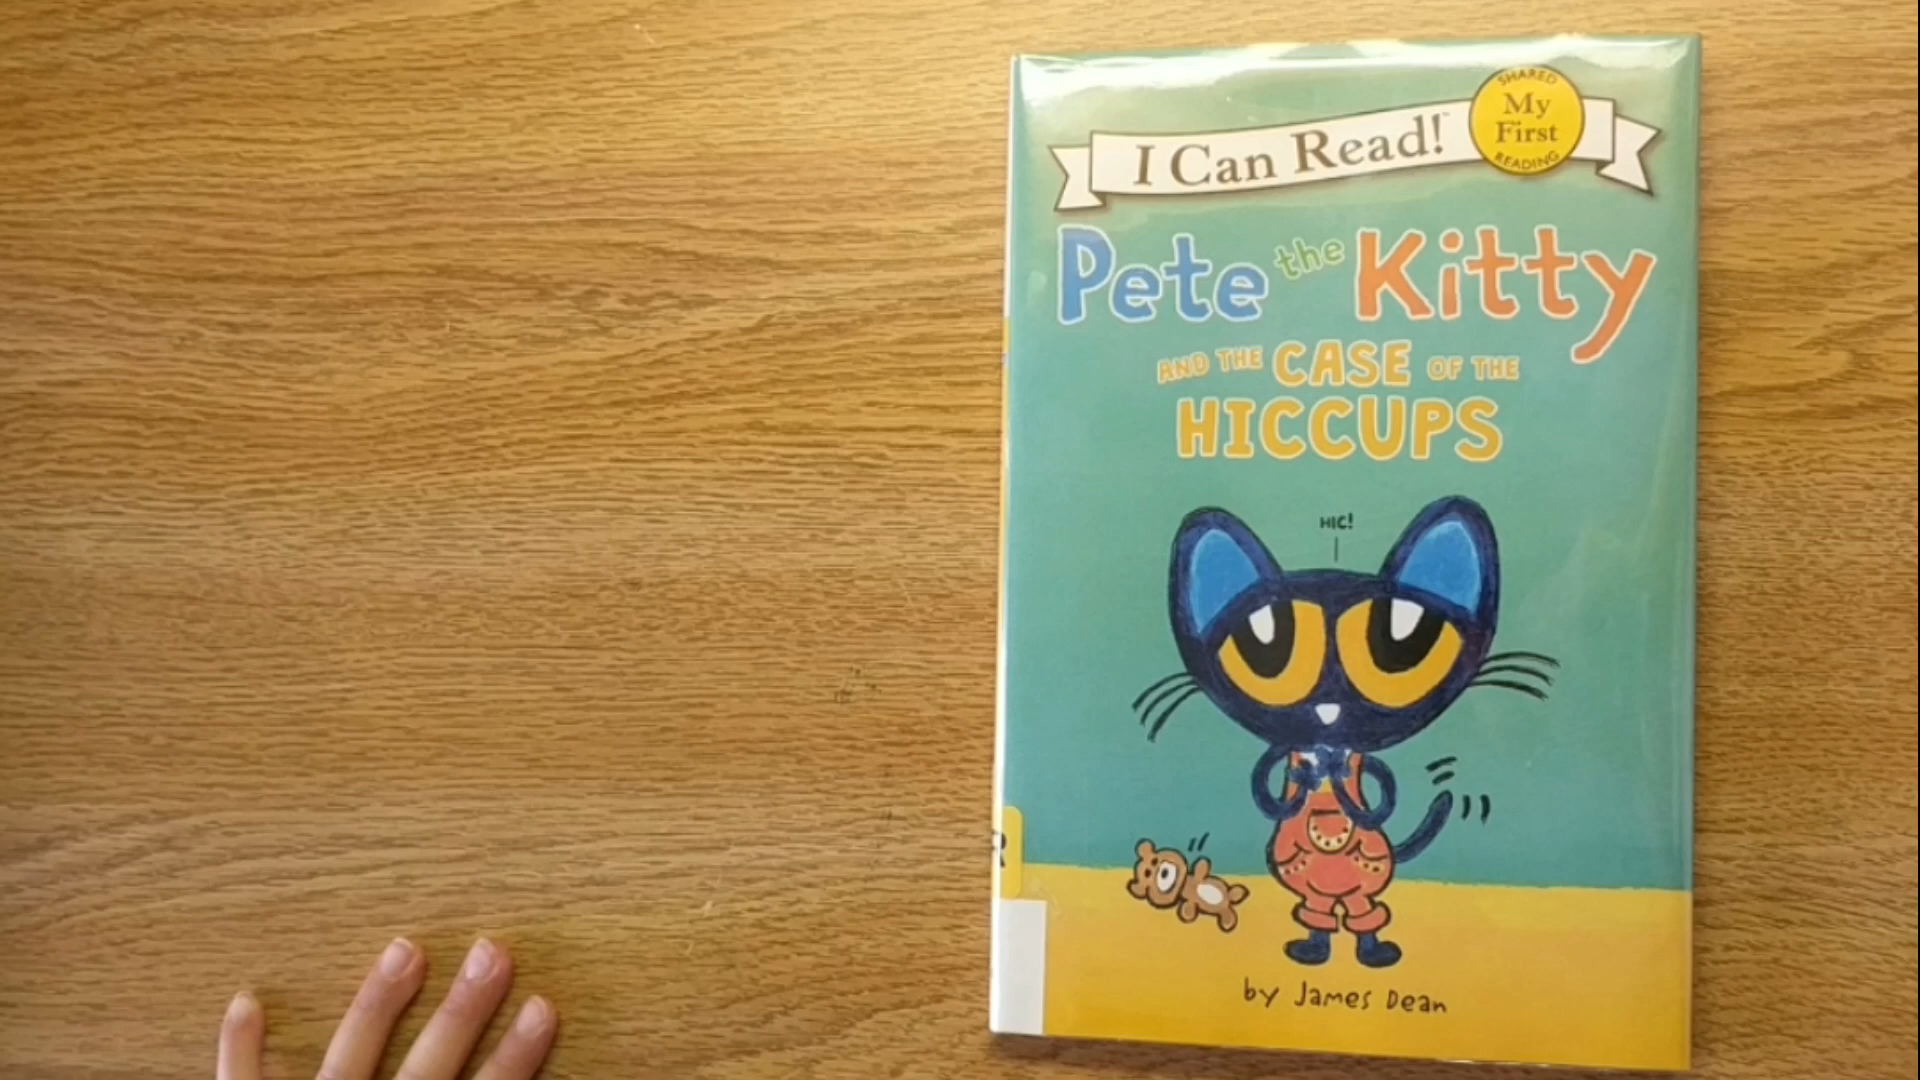 I Can Read!™
SHARED
My
First
READING
Pete the Kitty
AND THE CASE OF THE
HICCUPS
HIC!
by James Dean